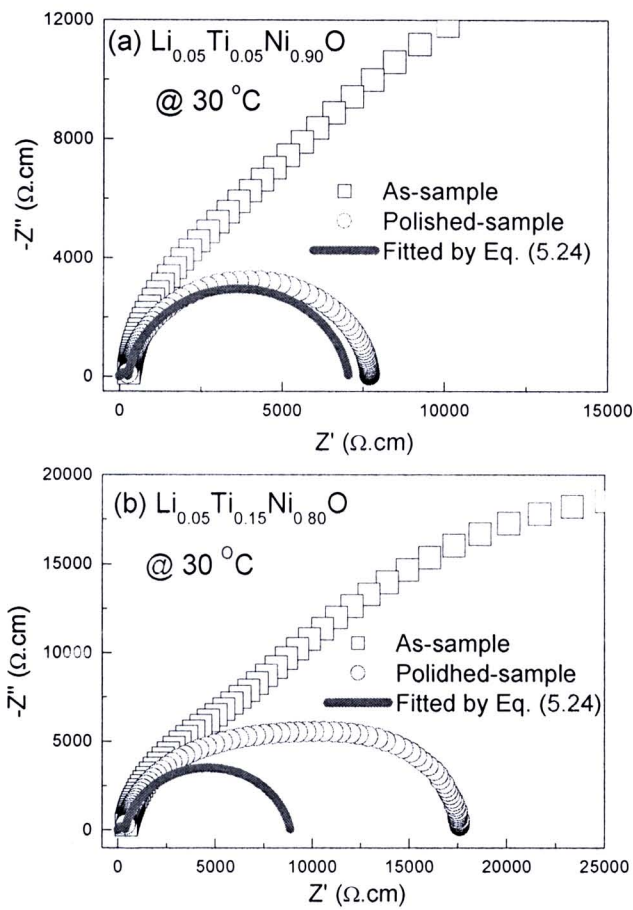 (a) Li0.05Ti0.05Ni0.90O
@ 30 °C
12000
8000
4000
0
-Z" (Ω.cm)
As-sample
Polished-sample
Fitted by Eq. (5.24)
0 5000 10000 15000
Z' (Ω.cm)
(b) Li0.05Ti0.15Ni0 80O
@ 30 °C
20000
15000
10000
5000
0
-Z" (Ω.cm)
As-sample
Polidhed-sample
Fitted by Eq. (5.24)
0 5000 10000 15000 20000 25000
Z' (Ω.cm)